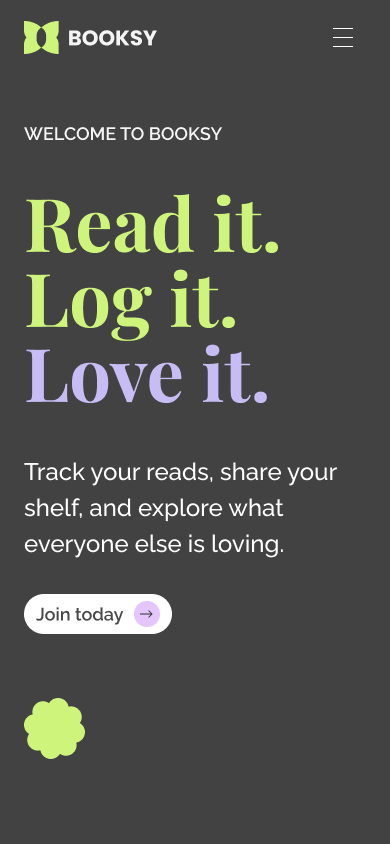 BOOKSY
WELCOME TO BOOKSY
Read it.
Log it.
Love it.
Track your reads, share your
shelf, and explore what
everyone else is loving.
Join today